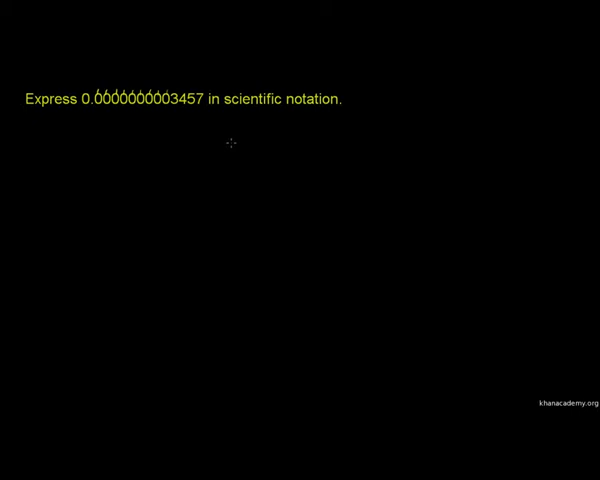 Express 0.0000000003457 in scientific notation.
khanacademy.org